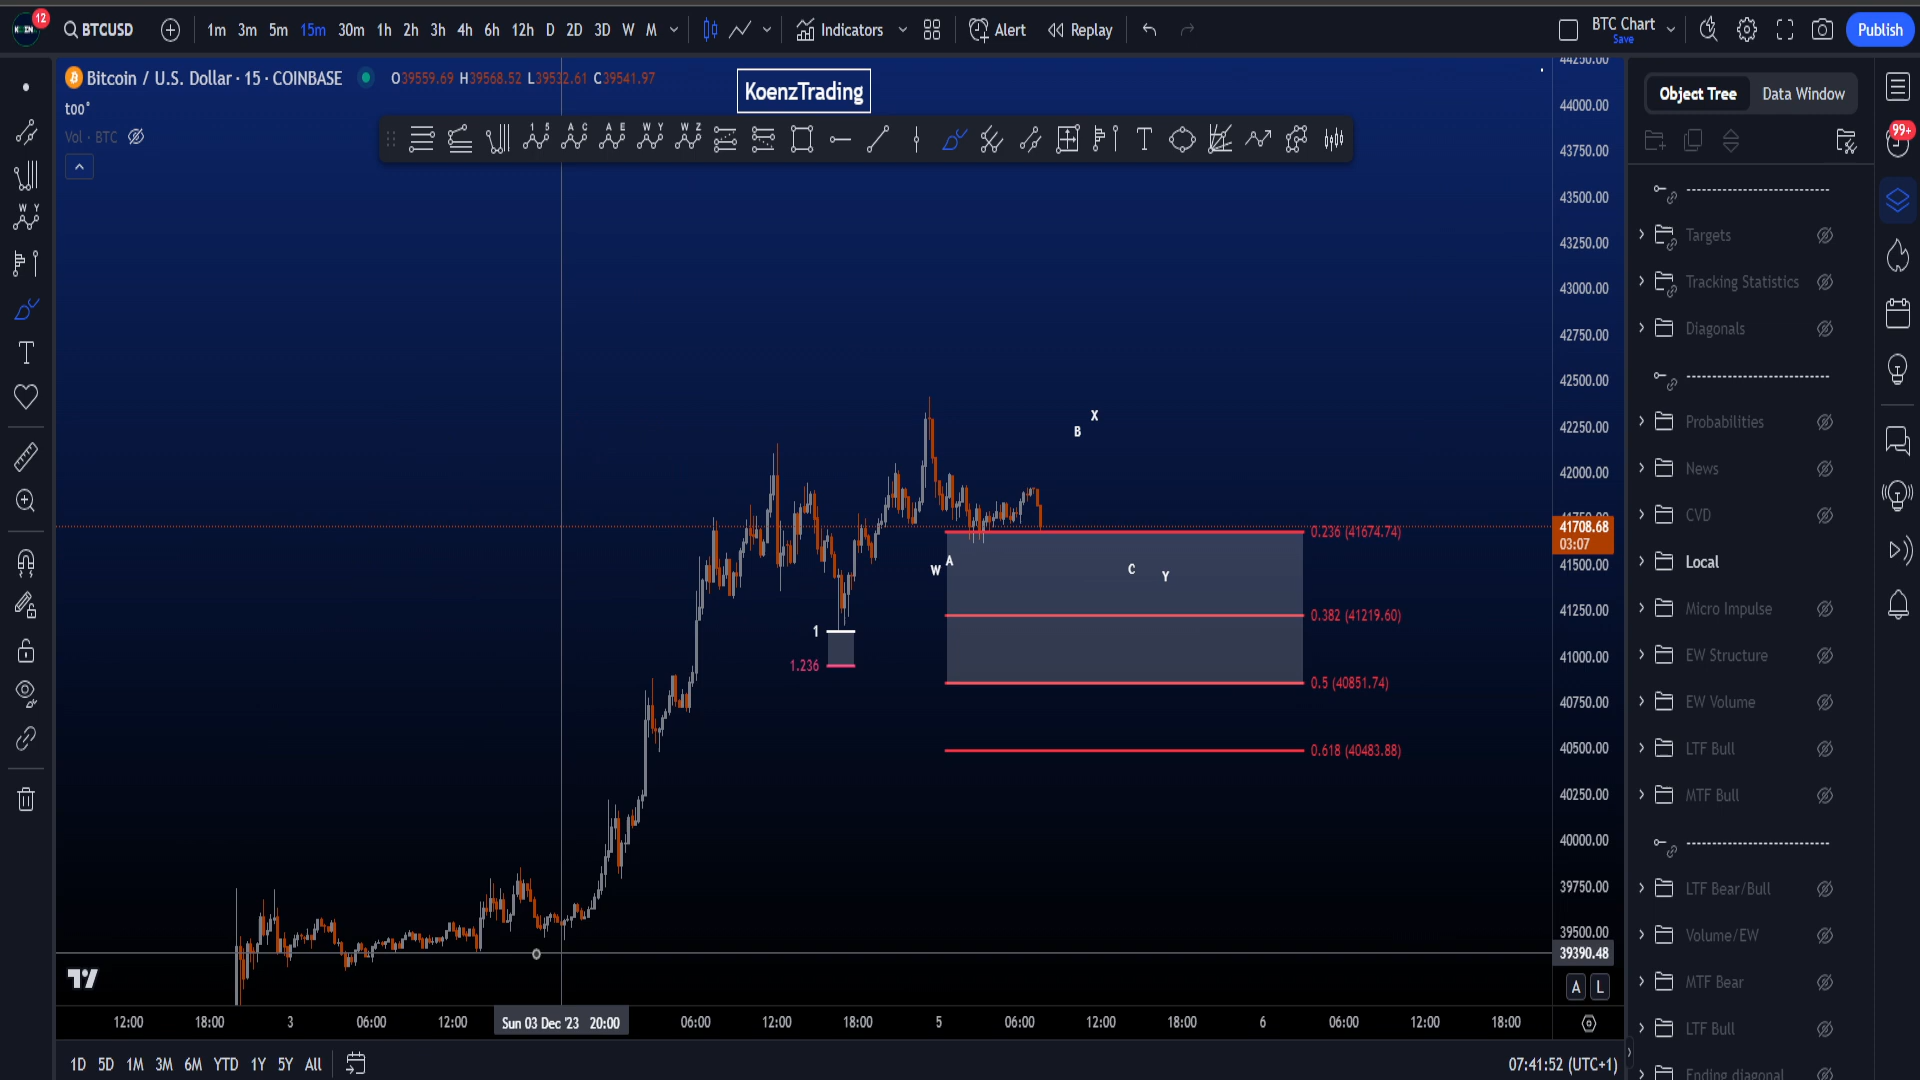 12
BTCUSD
1m 3m 5m 15m 30m 1h 2h 3h 4h 6h 12h D 2D 3D W M
Indicators
Alert
Replay
BTC Chart
Save
Publish
Bitcoin / U.S. Dollar · 15 · COINBASE
O39559.69 H39568.52 L39532.61 C39541.97
KoenzTrading
too*
Vol · BTC
Object Tree
Data Window
99+
Targets
Tracking Statistics
Diagonals
Probabilities
News
CVD
Local
Micro Impulse
EW Structure
EW Volume
LTF Bull
MTF Bull
LTF Bear/Bull
Volume/EW
MTF Bear
LTF Bull
Ending diagonal
44250.00
44000.00
43750.00
43500.00
43250.00
43000.00
42750.00
42500.00
42250.00
42000.00
41708.68
03:07
41500.00
41250.00
41000.00
40750.00
40500.00
40250.00
40000.00
39750.00
39500.00
39390.48
A L
X
B
0.236 (41674.74)
W A
C
Y
0.382 (41219.60)
1
1.236
0.5 (40851.74)
0.618 (40483.88)
12:00 18:00 3 06:00 12:00 Sun 03 Dec '23 20:00 06:00 12:00 18:00 5 06:00 12:00 18:00 6 06:00 12:00 18:00
1D 5D 1M 3M 6M YTD 1Y 5Y All
07:41:52 (UTC+1)